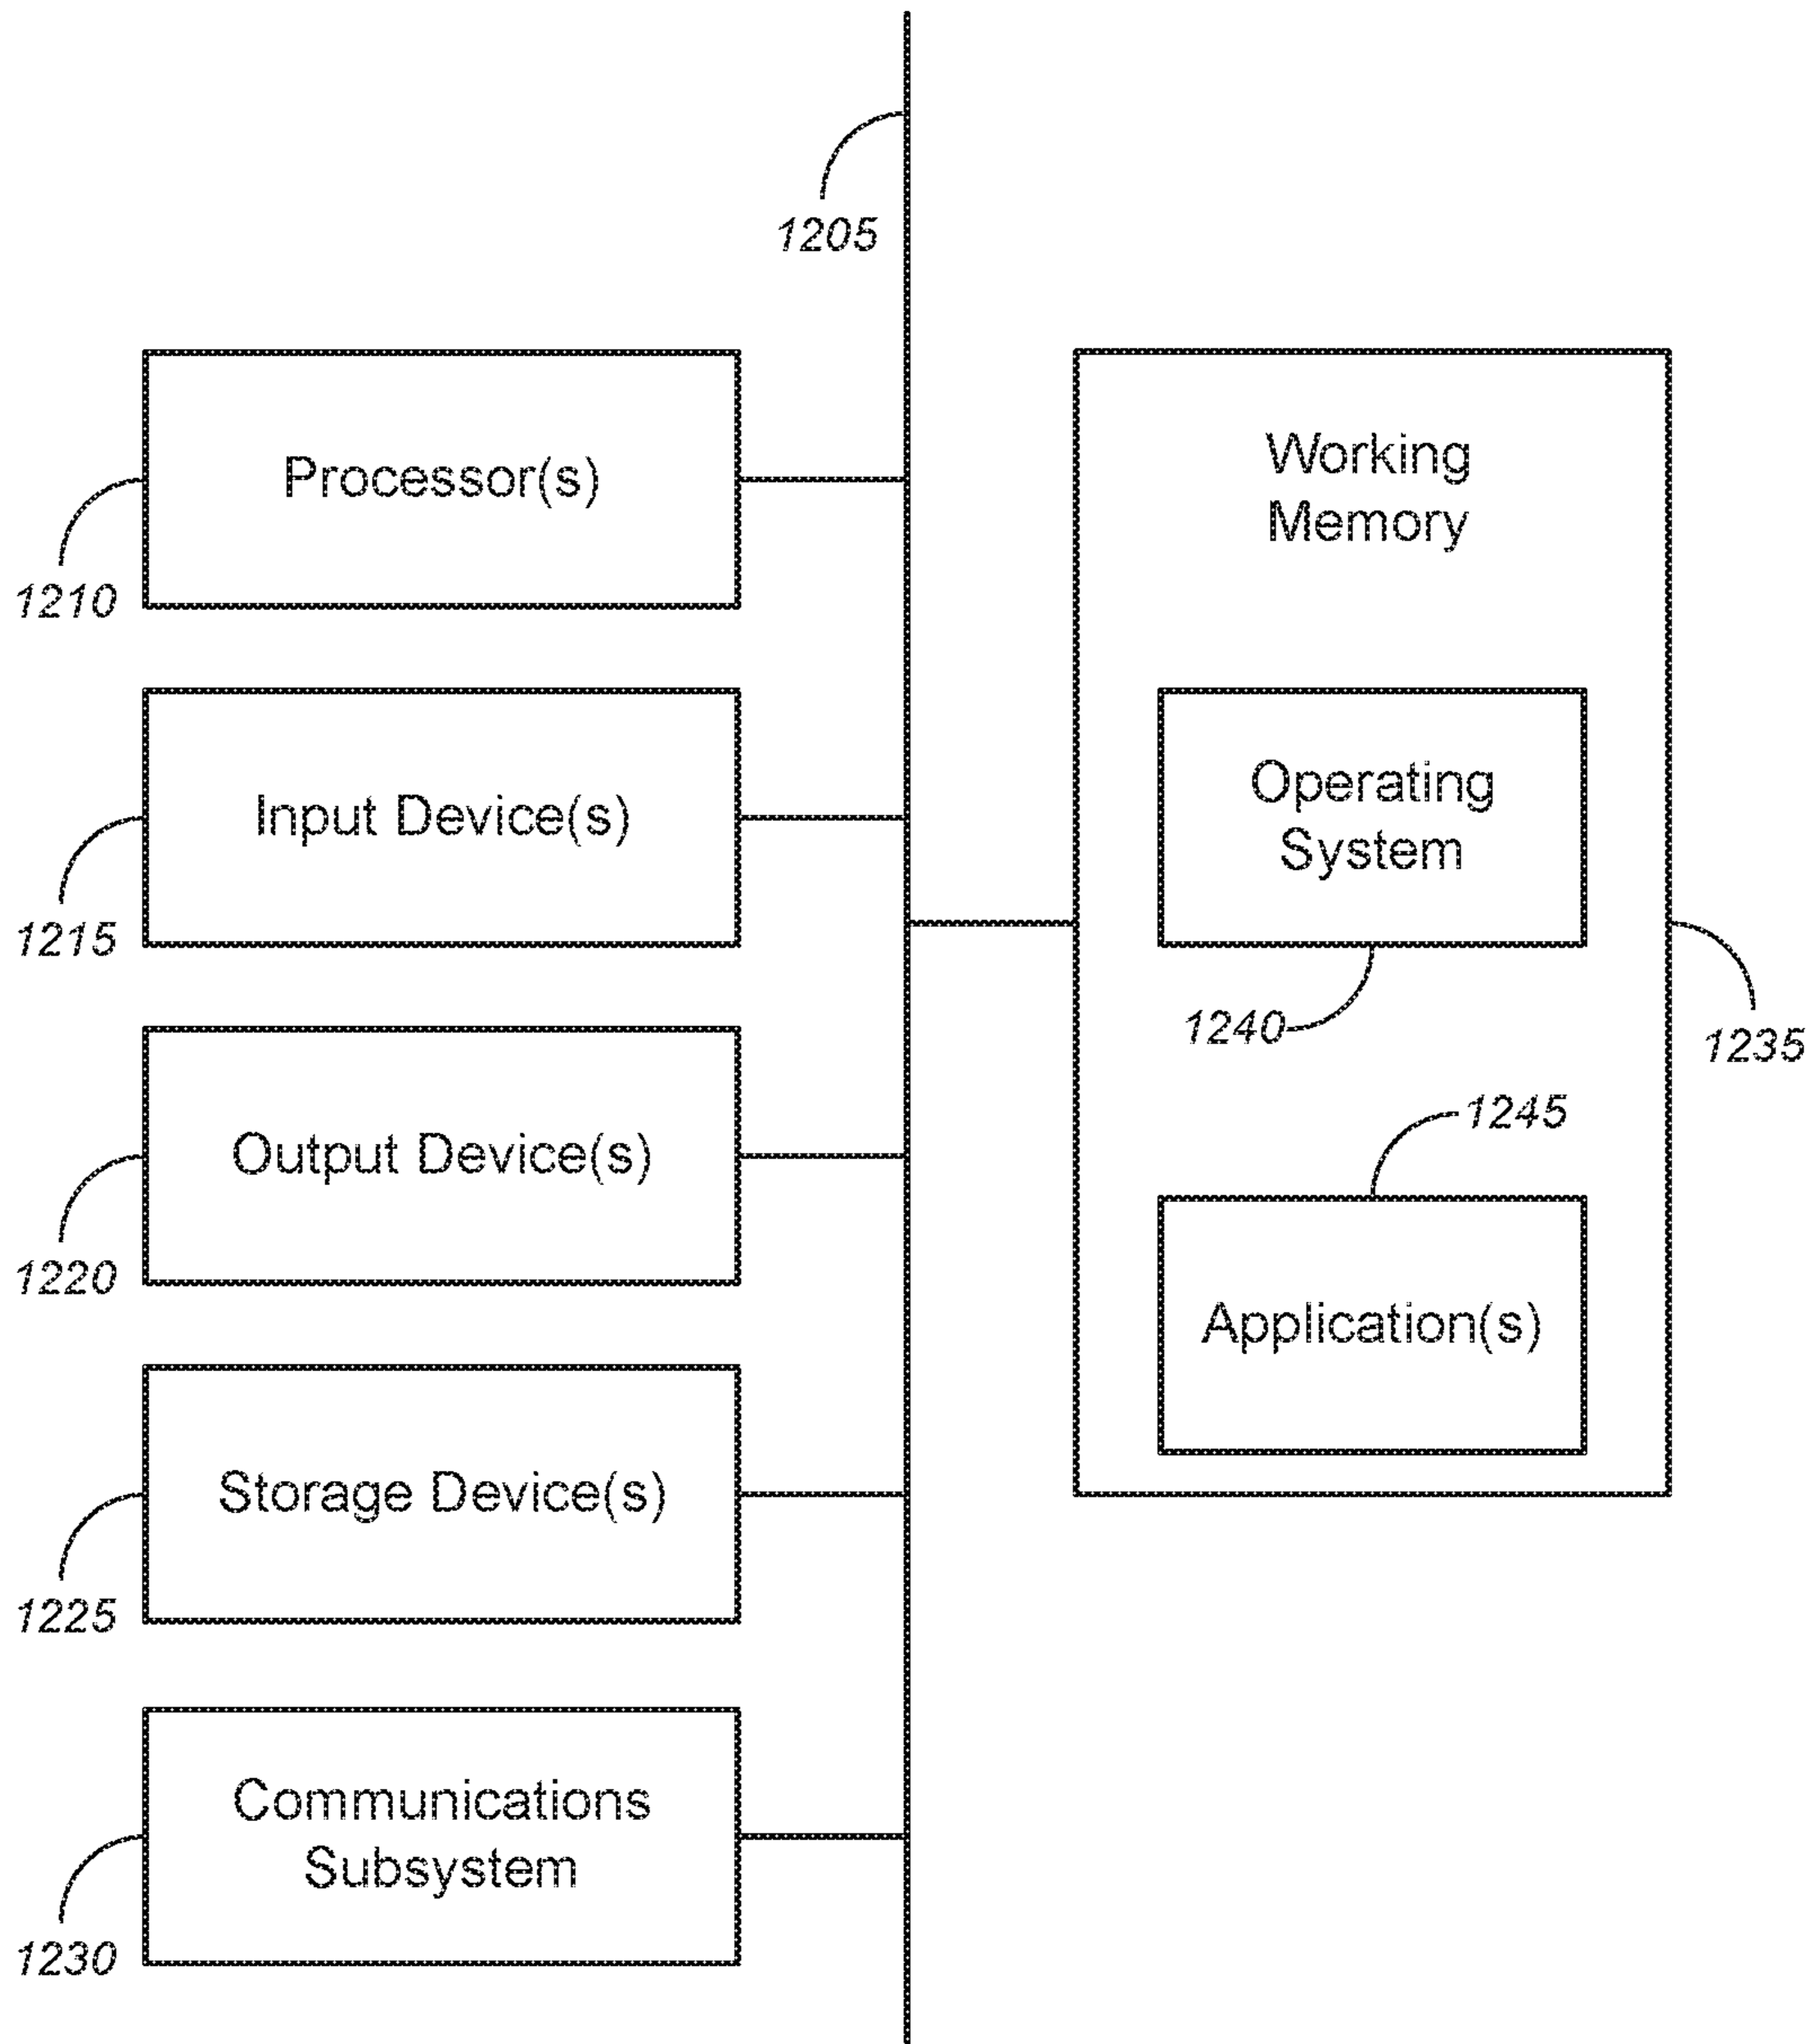 1205
Processor(s)
1210
Input Device(s)
1215
Output Device(s)
1220
Storage Device(s)
1225
Communications
Subsystem
1230
Working
Memory
Operating
System
1240
1235
1245
Application(s)